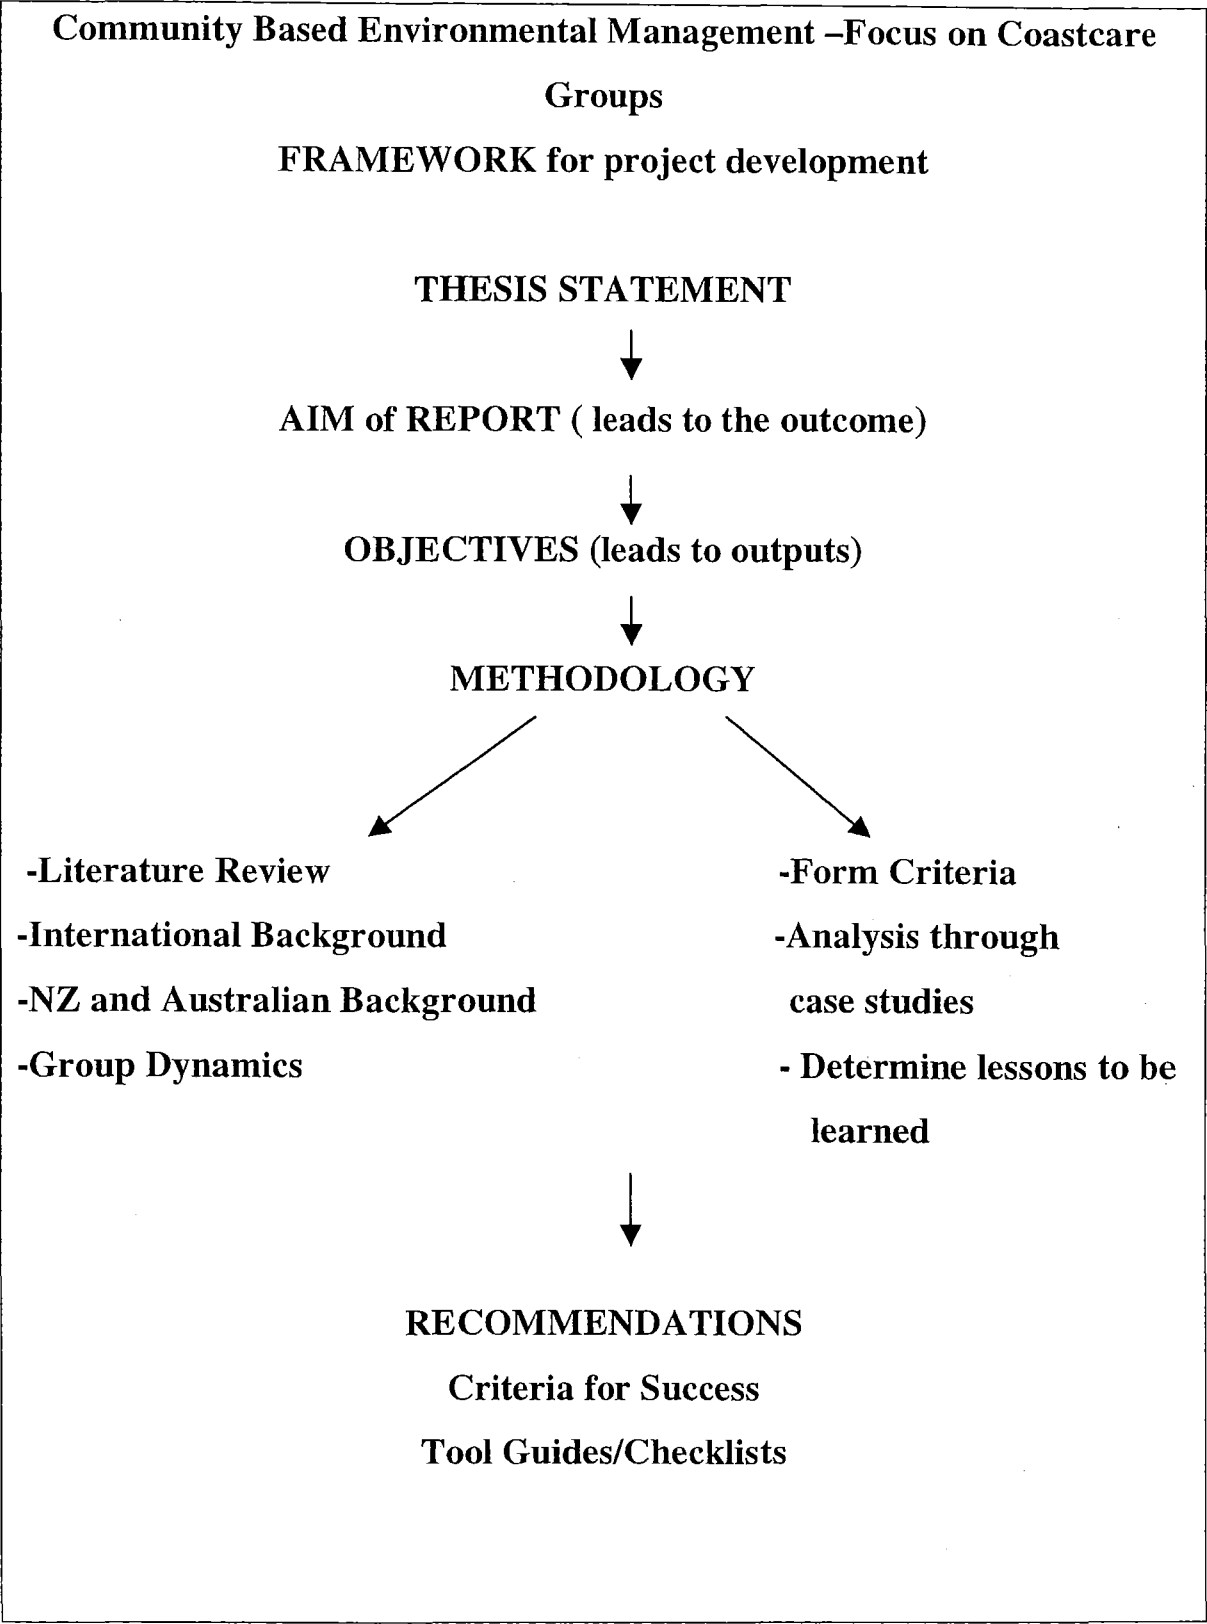 Community Based Environmental Management –Focus on Coastcare
Groups
FRAMEWORK for project development
THESIS STATEMENT
AIM of REPORT ( leads to the outcome)
OBJECTIVES (leads to outputs)
METHODOLOGY
-Literature Review
-International Background
-NZ and Australian Background
-Group Dynamics
-Form Criteria
-Analysis through
case studies
- Determine lessons to be
learned
RECOMMENDATIONS
Criteria for Success
Tool Guides/Checklists